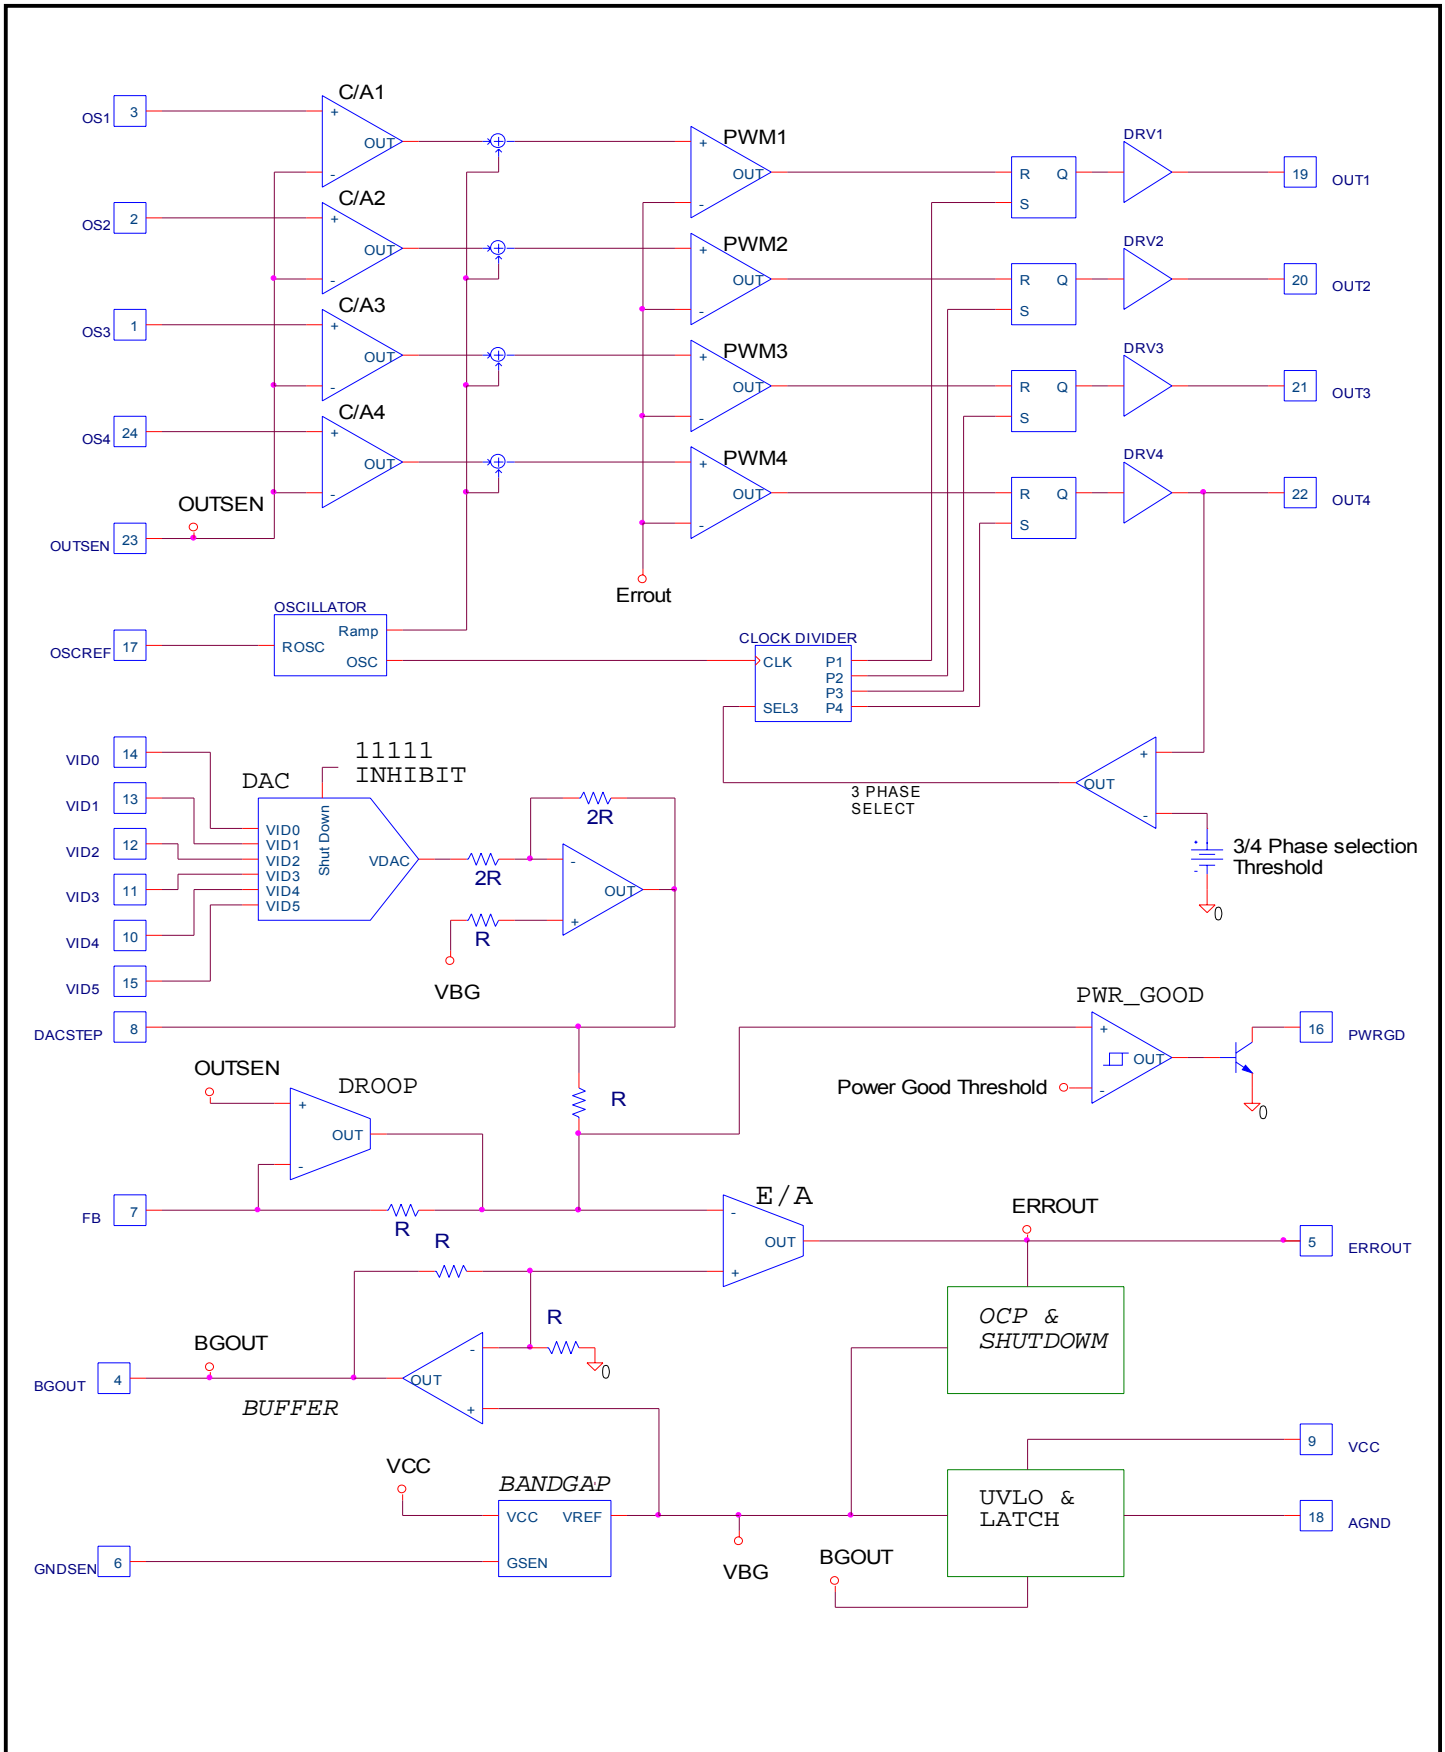 C/A1
OS1 3 + OUT -
PWM1
+ OUT -
R Q
S
DRV1
19 OUT1
C/A2
OS2 2 + OUT -
PWM2
+ OUT -
R Q
S
DRV2
20 OUT2
C/A3
OS3 1 + OUT -
PWM3
+ OUT -
R Q
S
DRV3
21 OUT3
C/A4
OS4 24 + OUT -
PWM4
+ OUT -
R Q
S
DRV4
22 OUT4
OUTSEN
OUTSEN 23
Errout
OSCILLATOR
Ramp
OSCREF 17 ROSC
OSC
CLOCK DIVIDER
CLK P1
P2
P3
SEL3 P4
+ OUT -
3 PHASE
SELECT
3/4 Phase selection
Threshold
+
-
0
VID0 14
VID1 13
VID2 12
VID3 11
VID4 10
VID5 15
DAC
11111
INHIBIT
Shut Down
VID0
VID1
VID2
VID3
VID4
VID5
VDAC
2R
2R
- OUT +
R
VBG
DACSTEP 8
OUTSEN
DROOP
+ OUT -
R
PWR_GOOD
+ OUT -
Power Good Threshold
16 PWRGD
0
FB 7
R
R
E/A
- OUT +
ERROUT
5 ERROUT
OCP &
SHUTDOWM
R
0
BGOUT
BGOUT 4
- OUT +
BUFFER
VCC
BANDGAP
VCC VREF
GSEN
GNDSEN 6
VBG
BGOUT
UVLO &
LATCH
9 VCC
18 AGND